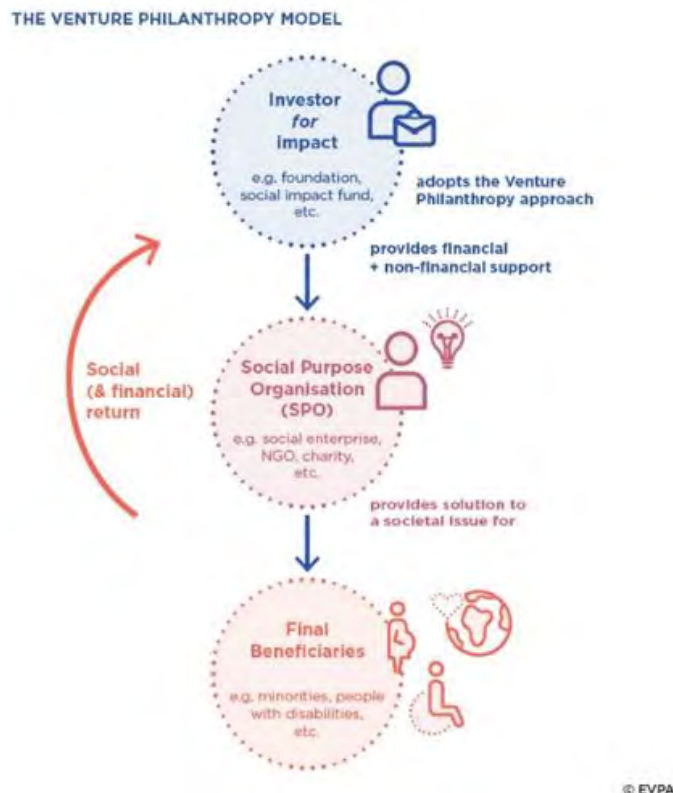 THE VENTURE PHILANTHROPY MODEL
Investor
for
impact
e.g. foundation,
social impact fund,
etc.
adopts the Venture
Philanthropy approach
provides financial
+ non-financial support
Social
(& financial)
return
Social Purpose
Organisation
(SPO)
e.g. social enterprise,
NGO, charity,
etc.
provides solution to
a societal issue for
Final
Beneficiaries
e.g. minorities, people
with disabilities,
etc.
© EVPA